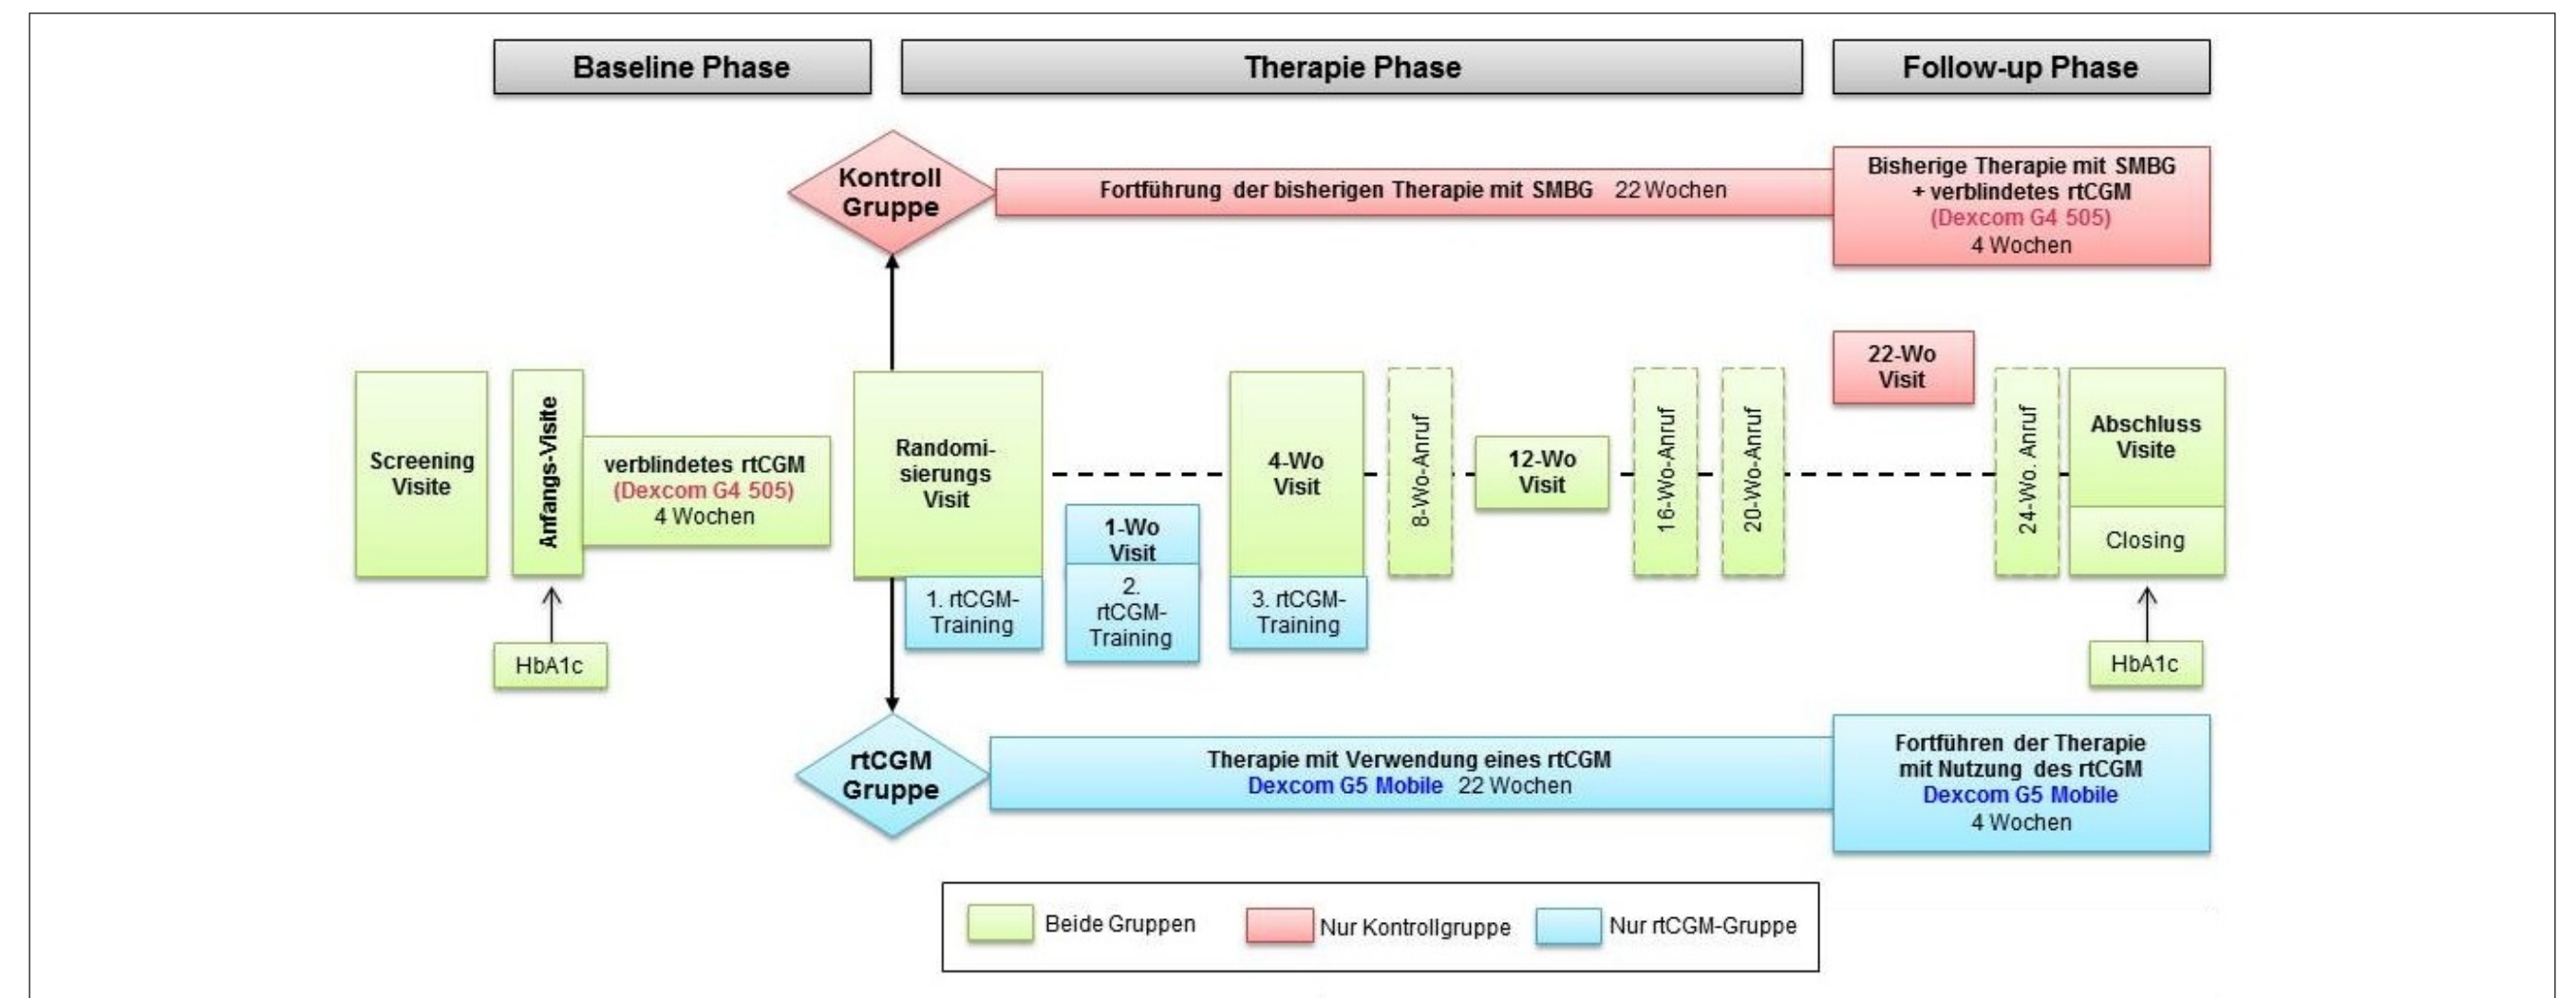 Baseline Phase
Therapie Phase
Follow-up Phase
Kontroll
Gruppe
Fortführung der bisherigen Therapie mit SMBG 22 Wochen
Bisherige Therapie mit SMBG
+ verblindetes rtCGM
(Dexcom G4 505)
4 Wochen
Screening
Visite
Anfangs-Visite
verblindetes rtCGM
(Dexcom G4 505)
4 Wochen
HbA1c
Randomi-
sierungs
Visit
1. rtCGM-
Training
1-Wo
Visit
2.
rtCGM-
Training
4-Wo
Visit
3. rtCGM-
Training
8-Wo-Anruf
12-Wo
Visit
16-Wo-Anruf
20-Wo-Anruf
22-Wo
Visit
24-Wo. Anruf
Abschluss
Visite
Closing
HbA1c
rtCGM
Gruppe
Therapie mit Verwendung eines rtCGM
Dexcom G5 Mobile 22 Wochen
Fortführen der Therapie
mit Nutzung des rtCGM
Dexcom G5 Mobile
4 Wochen
Beide Gruppen
Nur Kontrollgruppe
Nur rtCGM-Gruppe